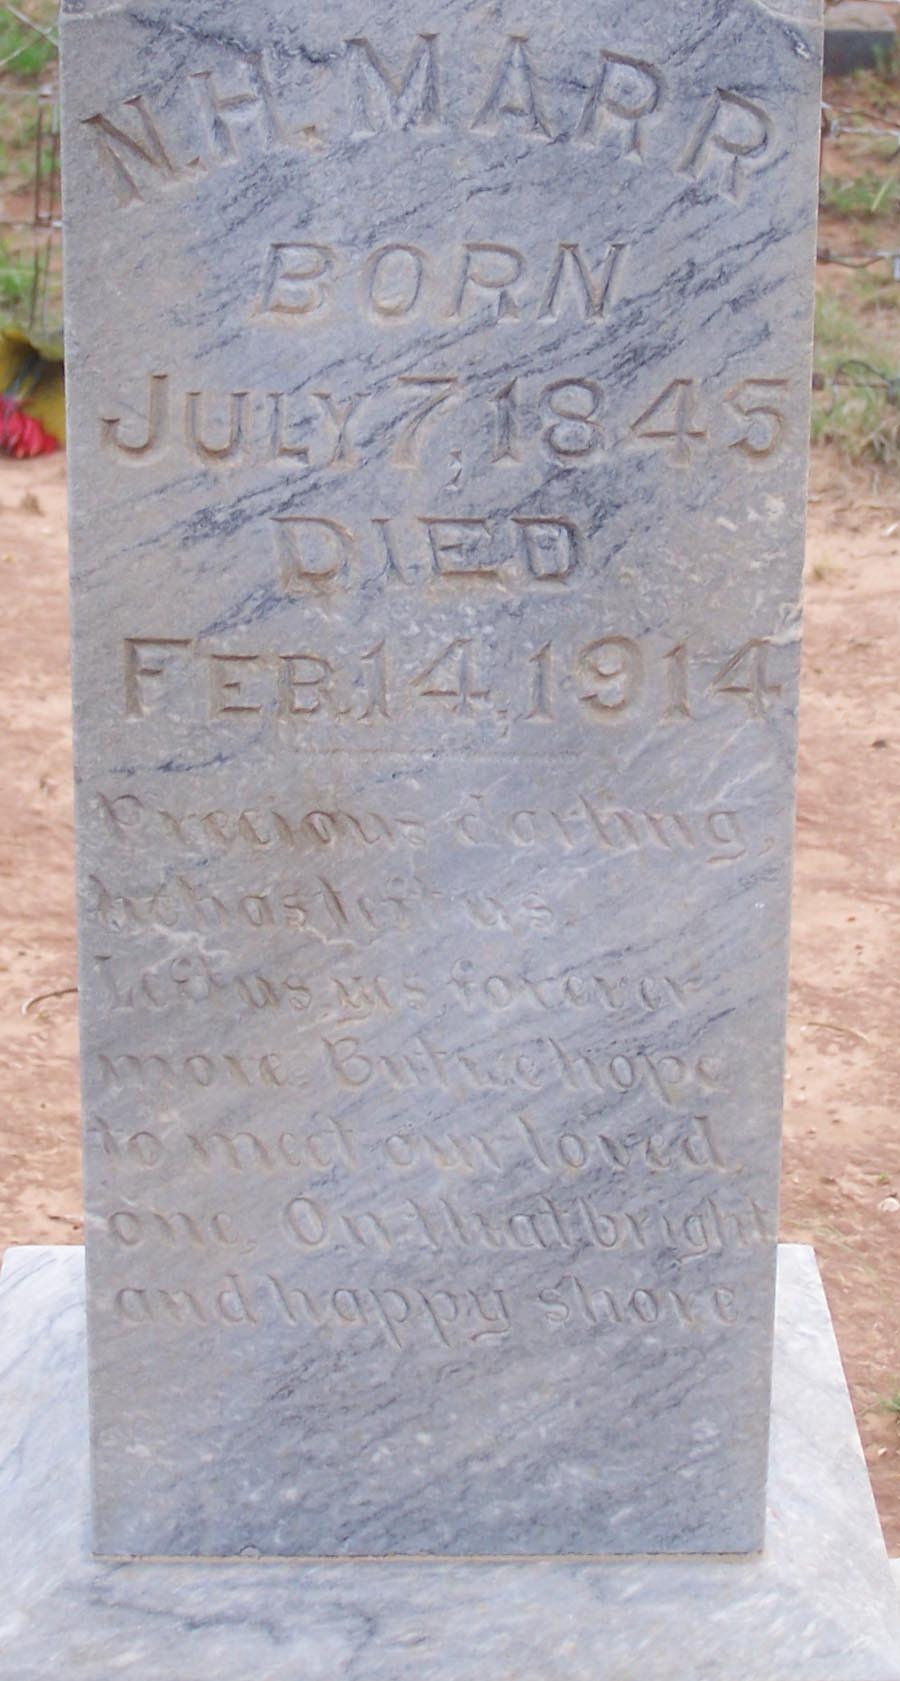 N.H. MARR
BORN
JULY 7, 1845
DIED
FEB. 14, 1914
Precious darling,
he has left us.
Left us, yes forever
more. But we hope
to meet our loved
one, On that bright
and happy shore